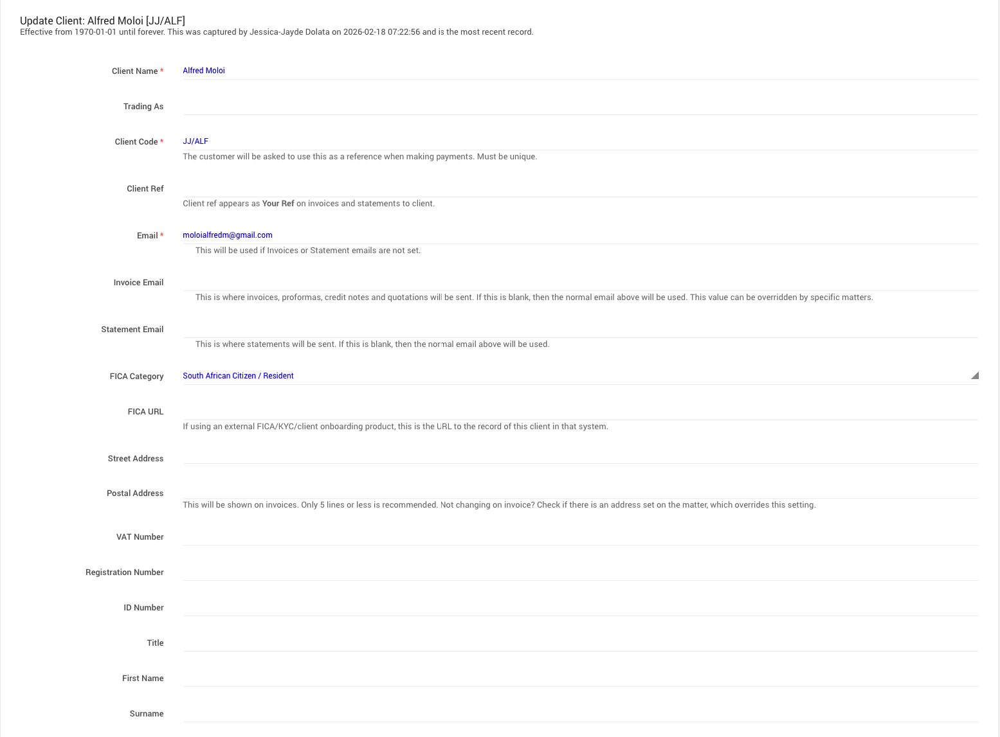 Update Client: Alfred Moloi [JJ/ALF]
Effective from 1970-01-01 until forever. This was captured by Jessica-Jayde Dolata on 2026-02-18 07:22:56 and is the most recent record.
Client Name * Alfred Moloi
Trading As
Client Code * JJ/ALF
The customer will be asked to use this as a reference when making payments. Must be unique.
Client Ref
Client ref appears as Your Ref on invoices and statements to client.
Email * moloialfredm@gmail.com
This will be used if Invoices or Statement emails are not set.
Invoice Email
This is where invoices, proformas, credit notes and quotations will be sent. If this is blank, then the normal email above will be used. This value can be overridden by specific matters.
Statement Email
This is where statements will be sent. If this is blank, then the normal email above will be used.
FICA Category South African Citizen / Resident
FICA URL
If using an external FICA/KYC/client onboarding product, this is the URL to the record of this client in that system.
Street Address
Postal Address
This will be shown on invoices. Only 5 lines or less is recommended. Not changing on invoice? Check if there is an address set on the matter, which overrides this setting.
VAT Number
Registration Number
ID Number
Title
First Name
Surname